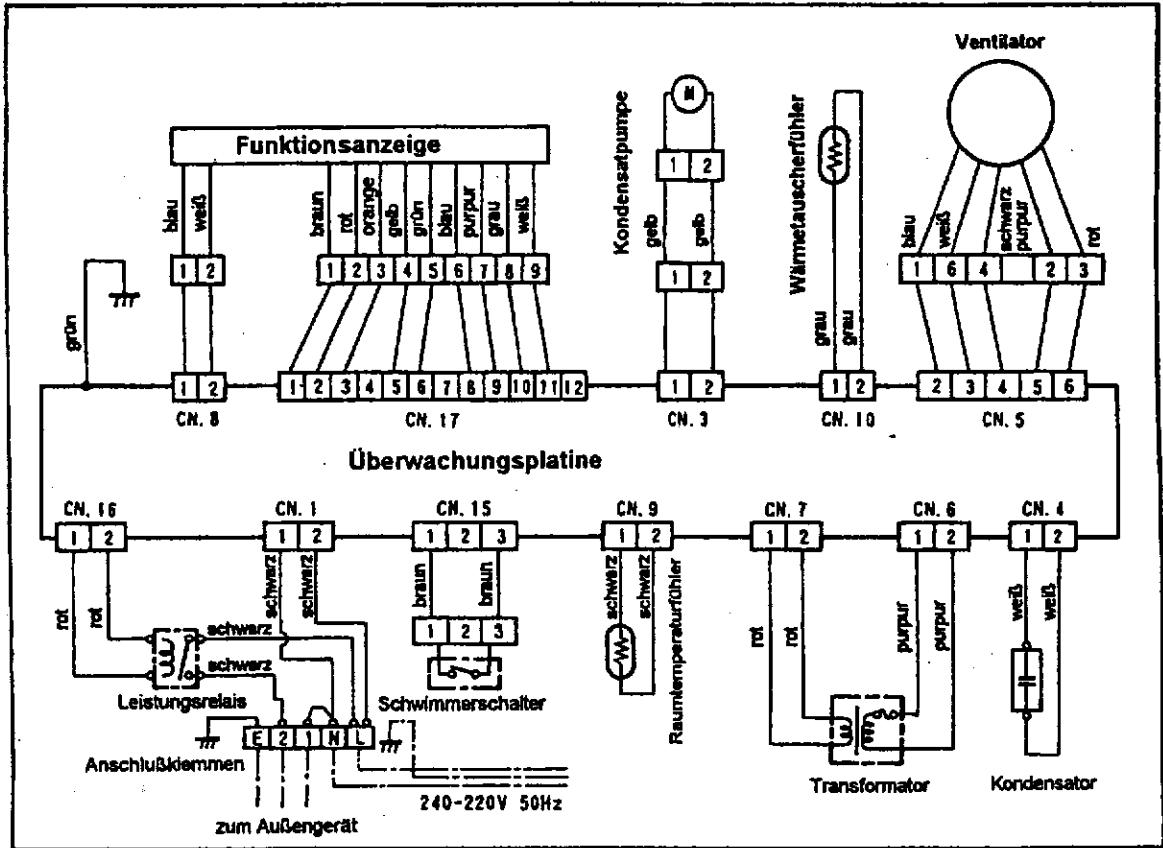 Ventilator
Funktionsanzeige
Kondensatpumpe
M
Wärmetauscherfühler
blau
weiß
braun
rot
orange
gelb
grün
blau
purpur
grau
weiß
1 2
gelb
gelb
blau
weiß
schwarz
purpur
rot
1 2
1 2 3 4 5 6 7 8 9
1 2
1 6 4 2 3
grün
grau
grau
1 2
1 2 3 4 5 6 7 8 9 10 11 12
1 2
1 2
2 3 4 5 6
CN. 8
CN. 17
CN. 3
CN. 10
CN. 5
Überwachungsplatine
CN. 16
CN. 1
CN. 15
CN. 9
CN. 7
CN. 6
CN. 4
1 2
1 2
1 2 3
1 2
1 2
1 2
1 2
rot
rot
schwarz
schwarz
braun
braun
schwarz
schwarz
Raumtemperaturfühler
rot
rot
purpur
purpur
weiß
weiß
1 2 3
schwarz
schwarz
Leistungsrelais
Schwimmerschalter
E 2 1 N L
Anschlußklemmen
Transformator
Kondensator
240-220V 50Hz
zum Außengerät